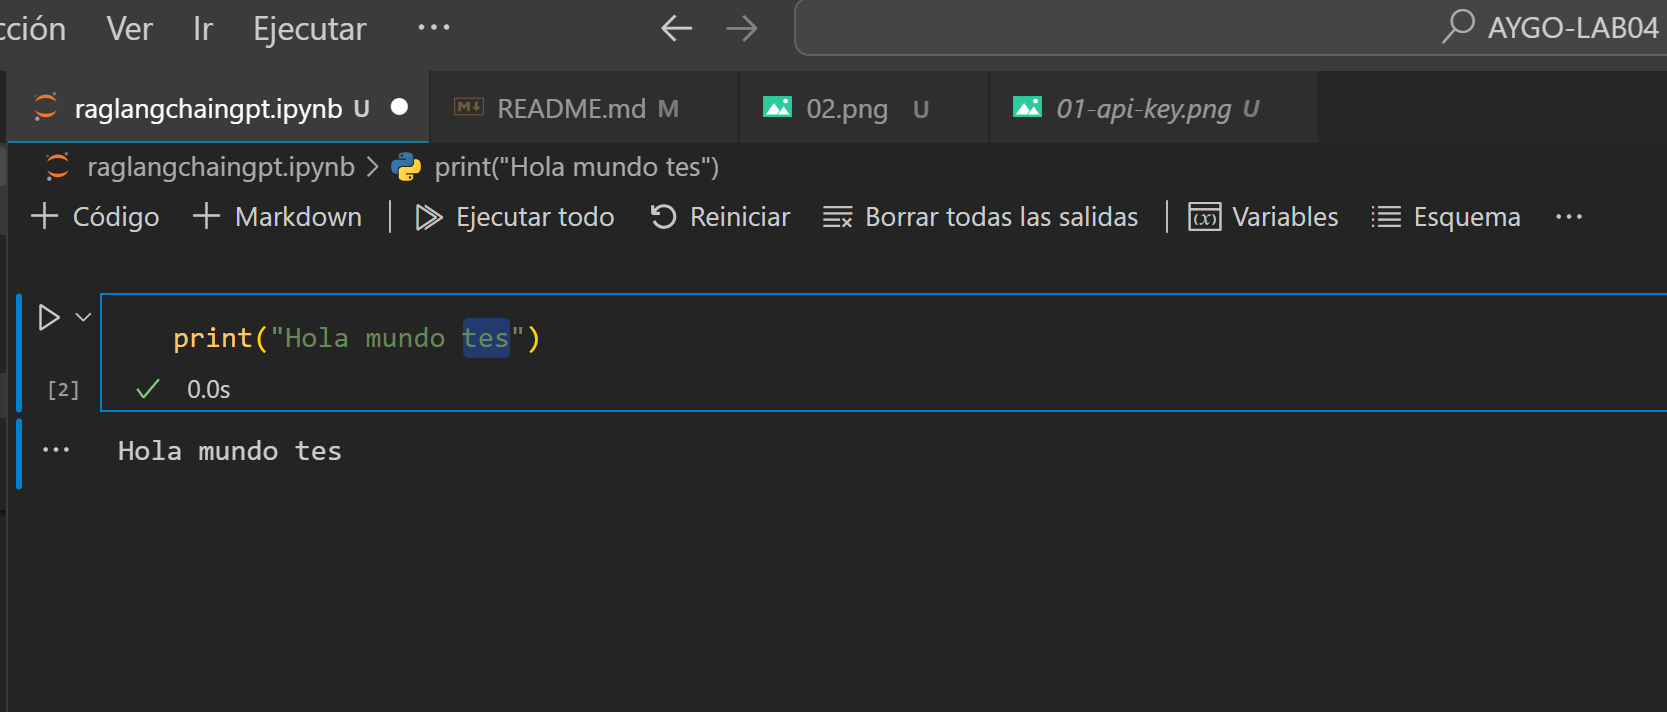 cción Ver Ir Ejecutar ··· AYGO-LAB04
raglangchaingpt.ipynb U README.md M 02.png U 01-api-key.png U
raglangchaingpt.ipynb > print("Hola mundo tes")
+ Código + Markdown | Ejecutar todo Reiniciar Borrar todas las salidas | (x) Variables Esquema ···
print("Hola mundo tes")
[2] ✓ 0.0s
··· Hola mundo tes